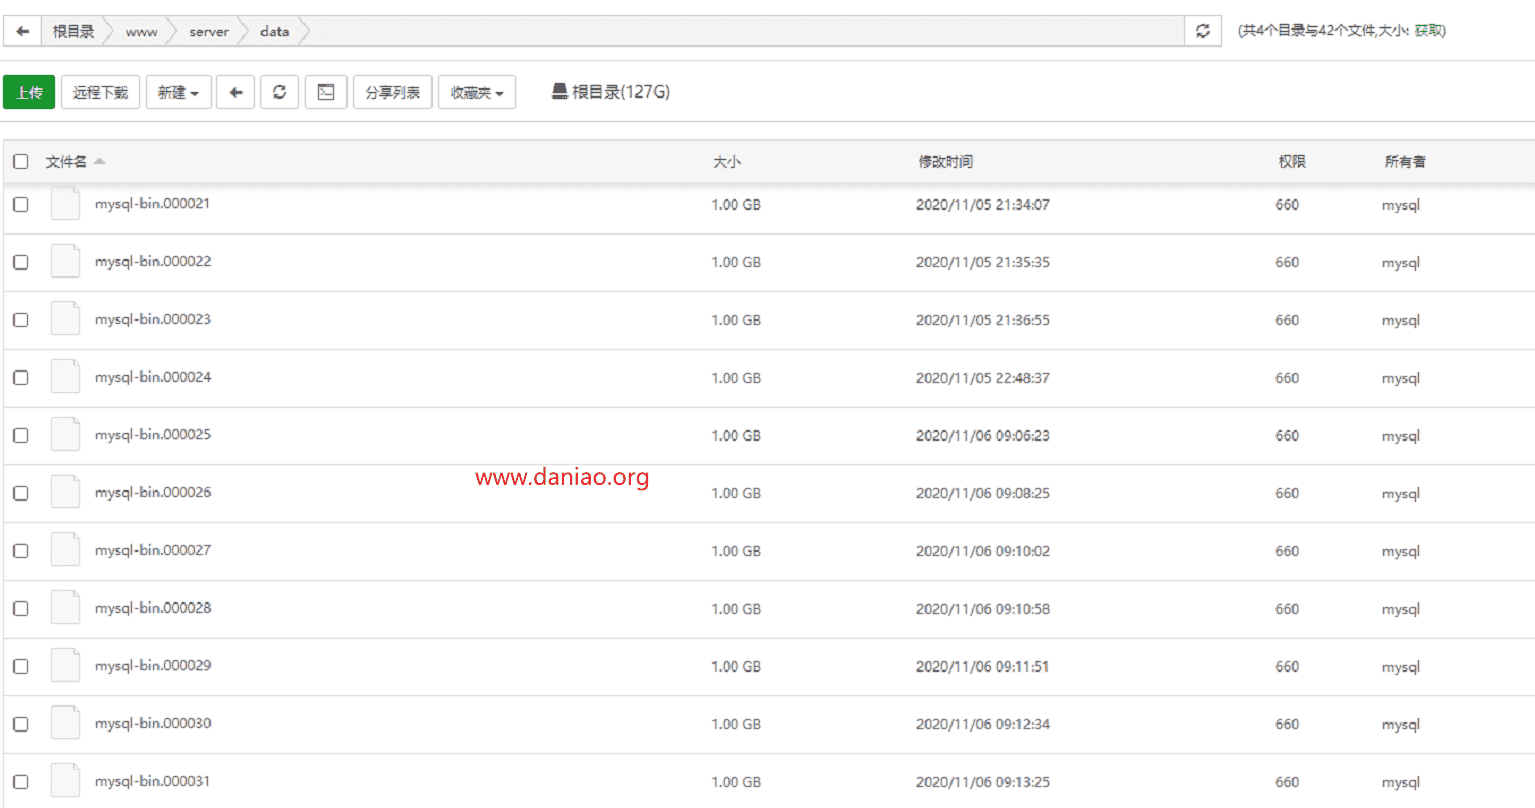 根目录 www server data (共4个目录与42个文件,大小: 获取)
上传 远程下载 新建 分享列表 收藏夹 根目录(127G)
文件名 大小 修改时间 权限 所有者
mysql-bin.000021 1.00 GB 2020/11/05 21:34:07 660 mysql
mysql-bin.000022 1.00 GB 2020/11/05 21:35:35 660 mysql
mysql-bin.000023 1.00 GB 2020/11/05 21:36:55 660 mysql
mysql-bin.000024 1.00 GB 2020/11/05 22:48:37 660 mysql
mysql-bin.000025 1.00 GB 2020/11/06 09:06:23 660 mysql
www.daniao.org
mysql-bin.000026 1.00 GB 2020/11/06 09:08:25 660 mysql
mysql-bin.000027 1.00 GB 2020/11/06 09:10:02 660 mysql
mysql-bin.000028 1.00 GB 2020/11/06 09:10:58 660 mysql
mysql-bin.000029 1.00 GB 2020/11/06 09:11:51 660 mysql
mysql-bin.000030 1.00 GB 2020/11/06 09:12:34 660 mysql
mysql-bin.000031 1.00 GB 2020/11/06 09:13:25 660 mysql